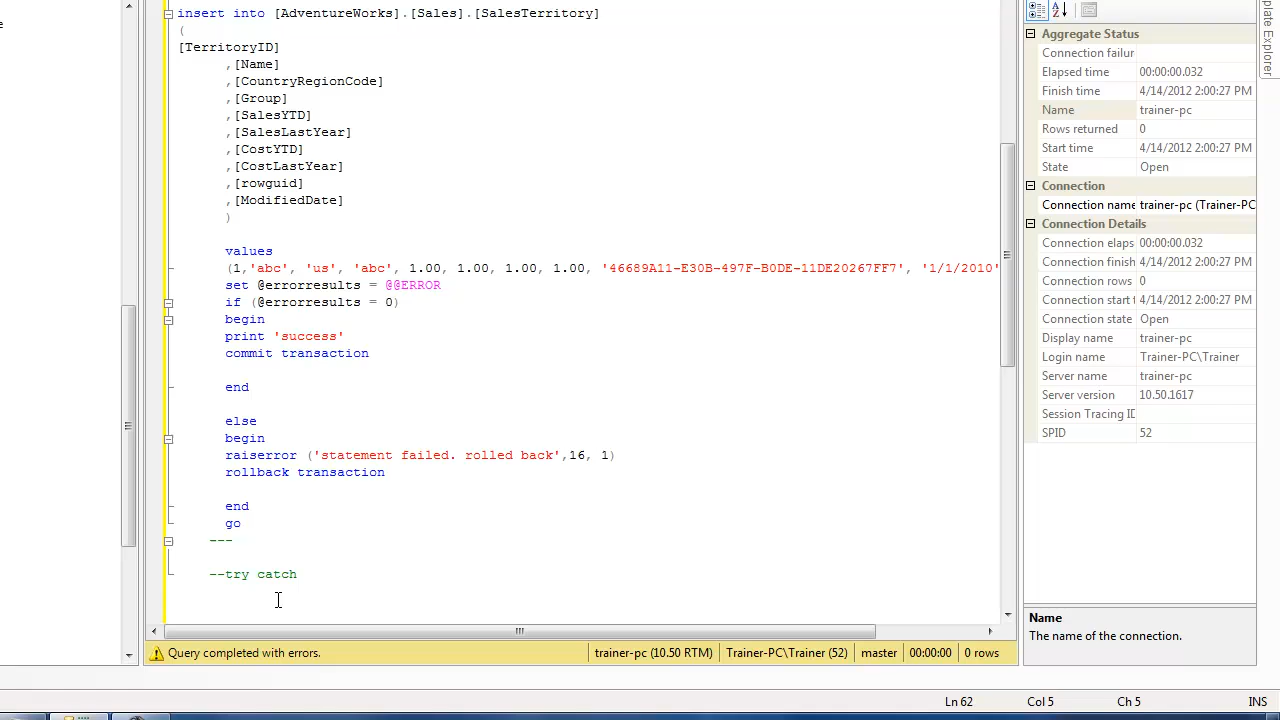 insert into [AdventureWorks].[Sales].[SalesTerritory]
(
[TerritoryID]
,[Name]
,[CountryRegionCode]
,[Group]
,[SalesYTD]
,[SalesLastYear]
,[CostYTD]
,[CostLastYear]
,[rowguid]
,[ModifiedDate]
)
values
(1,'abc', 'us', 'abc', 1.00, 1.00, 1.00, 1.00, '46689A11-E30B-497F-B0DE-11DE20267FF7', '1/1/2010'
set @errorresults = @@ERROR
if (@errorresults = 0)
begin
print 'success'
commit transaction
end
else
begin
raiserror ('statement failed. rolled back',16, 1)
rollback transaction
end
go
---
--try catch
Query completed with errors.
trainer-pc (10.50 RTM)
Trainer-PC\Trainer (52)
master
00:00:00
0 rows
Aggregate Status
Connection failur
Elapsed time 00:00:00.032
Finish time 4/14/2012 2:00:27 PM
Name trainer-pc
Rows returned 0
Start time 4/14/2012 2:00:27 PM
State Open
Connection
Connection name trainer-pc (Trainer-PC
Connection Details
Connection elaps 00:00:00.032
Connection finish 4/14/2012 2:00:27 PM
Connection rows 0
Connection start t 4/14/2012 2:00:27 PM
Connection state Open
Display name trainer-pc
Login name Trainer-PC\Trainer
Server name trainer-pc
Server version 10.50.1617
Session Tracing ID
SPID 52
Name
The name of the connection.
plate Explorer
Ln 62
Col 5
Ch 5
INS